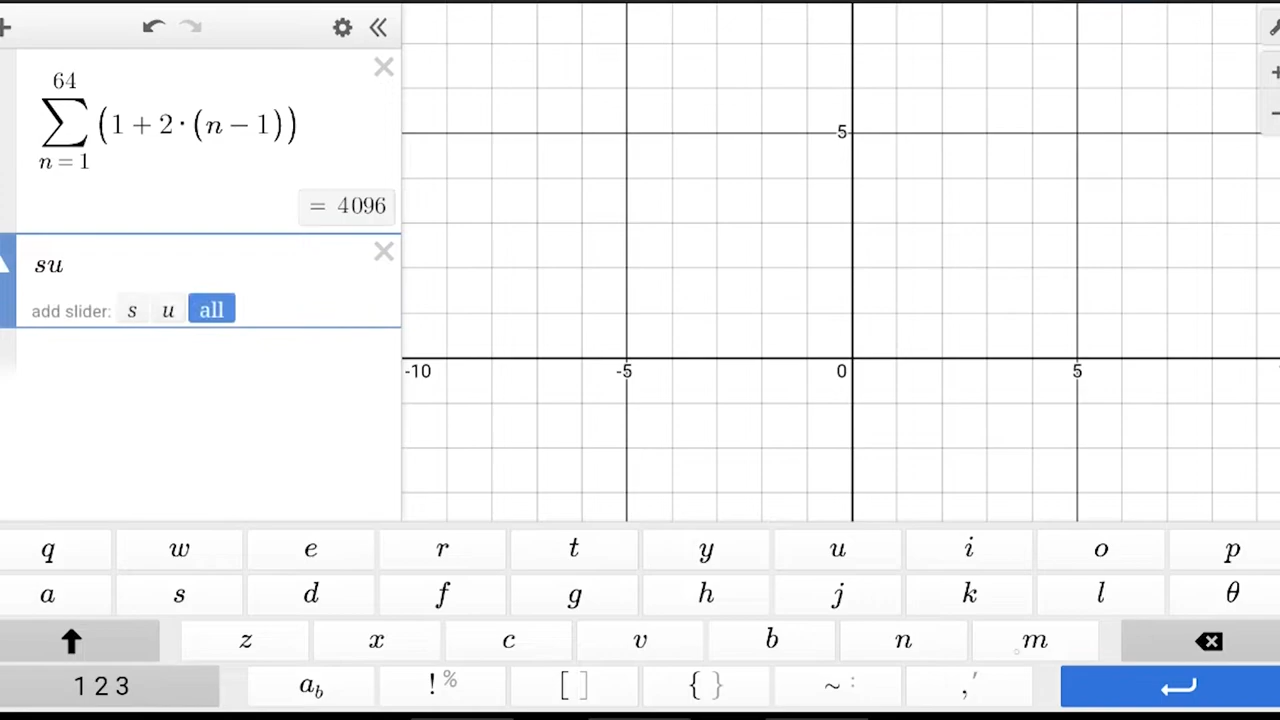 64
∑ (1 + 2 · (n − 1))
n = 1
= 4096
su
add slider: s u all
5
-10 -5 0 5
q w e r t y u i o p
a s d f g h j k l θ
z x c v b n m
1 2 3 a_b ! % [ ] { } ~ : , '